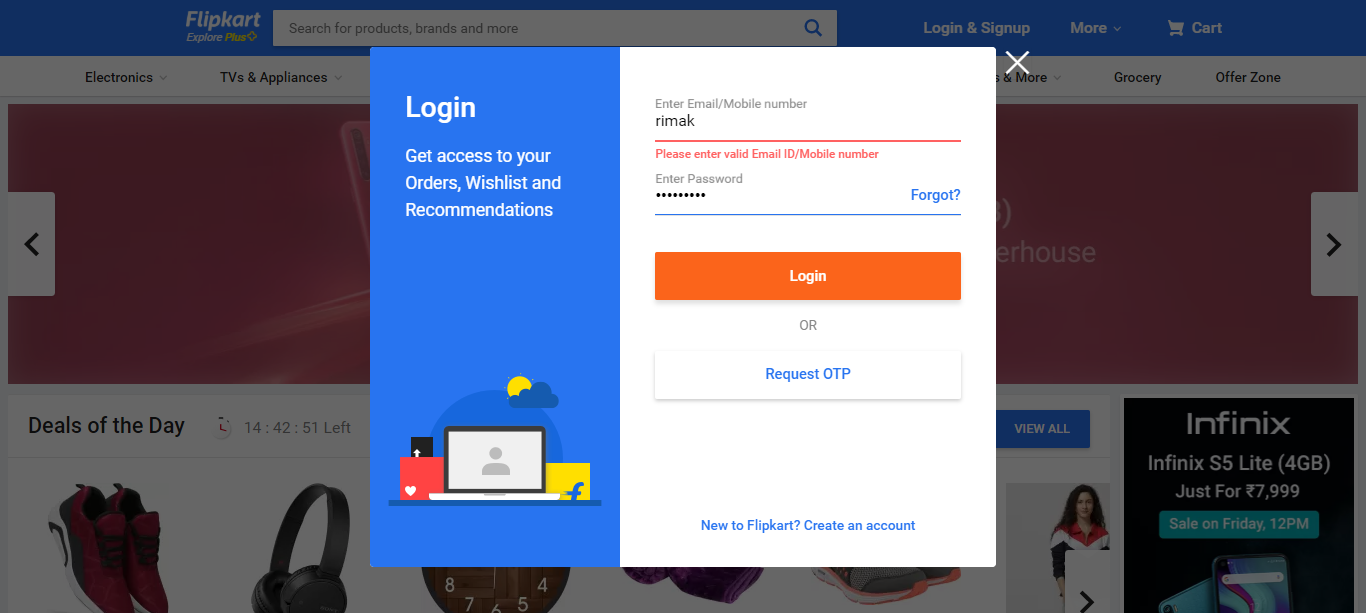 Flipkart
Explore Plus
Search for products, brands and more
Login & Signup
More
Cart
Electronics
TVs & Appliances
s & More
Grocery
Offer Zone
Login
Get access to your
Orders, Wishlist and
Recommendations
Enter Email/Mobile number
rimak
Please enter valid Email ID/Mobile number
Enter Password
•••••••••
Forgot?
Login
OR
Request OTP
New to Flipkart? Create an account
3)
erhouse
Deals of the Day
14 : 42 : 51 Left
VIEW ALL
Infinix
Infinix S5 Lite (4GB)
Just For ₹7,999
Sale on Friday, 12PM
8
7
6
5
4